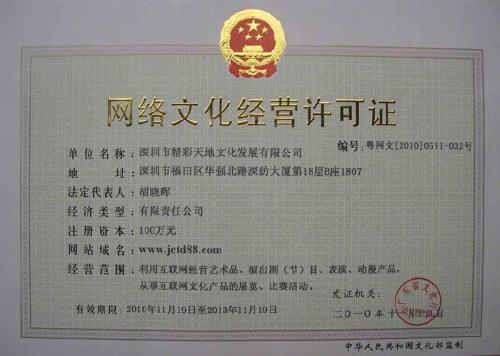 网络文化经营许可证
编号:粤网文[2010]0511-032号
单位名称:深圳市精彩天地文化发展有限公司
地址:深圳市福田区华强北路深纺大厦第18层B座1807
法定代表人:胡晓晖
经济类型:有限责任公司
注册资本:100万元
网站域名:www.jctd88.com
经营范围:利用互联网经营艺术品、演出剧(节)目、表演、动漫产品,
从事互联网文化产品的展览、比赛活动。
发证机关:
有效期限:2010年11月19日至2013年11月19日
二〇一〇年十一月
中华人民共和国文化部监制